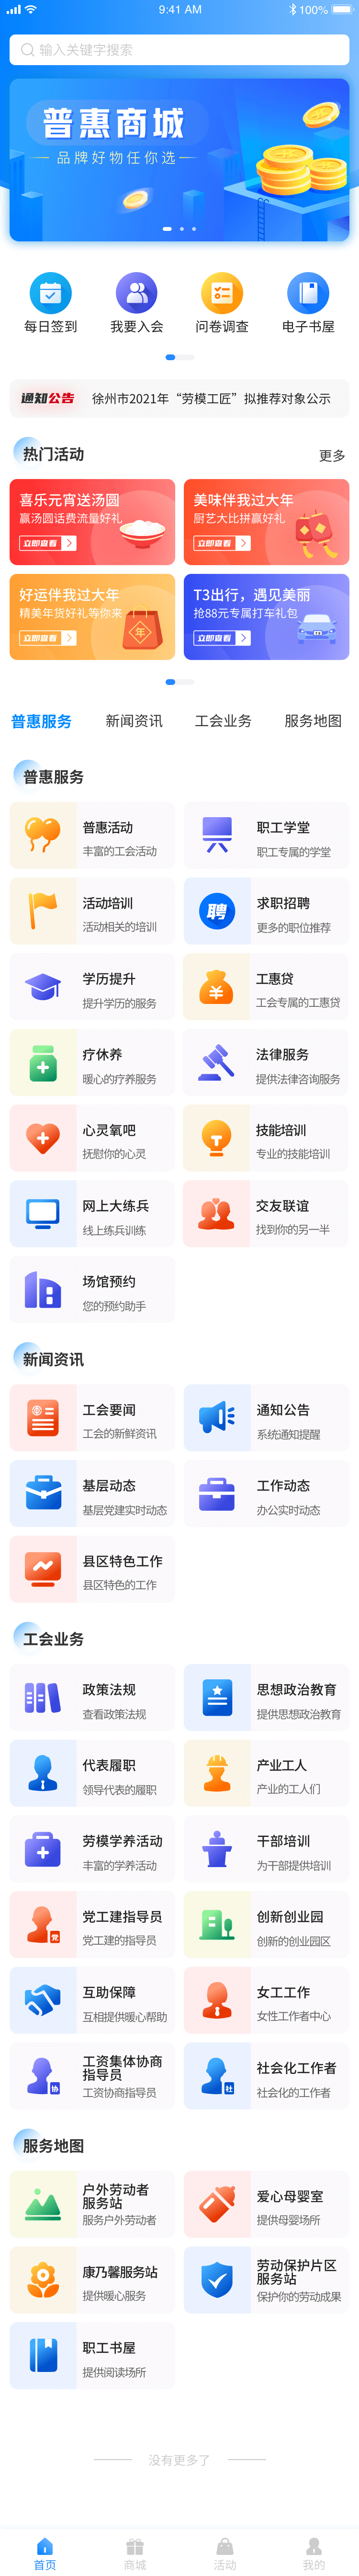 9:41 AM
100%
输入关键字搜索
普惠商城
品牌好物任你选
每日签到
我要入会
问卷调查
电子书屋
通知公告
徐州市2021年“劳模工匠”拟推荐对象公示
热门活动
更多
喜乐元宵送汤圆
赢汤圆话费流量好礼
立即查看
美味伴我过大年
厨艺大比拼赢好礼
立即查看
好运伴我过大年
精美年货好礼等你来
立即查看
年
T3出行，遇见美丽
抢88元专属打车礼包
立即查看
普惠服务
新闻资讯
工会业务
服务地图
普惠服务
普惠活动
丰富的工会活动
职工学堂
职工专属的学堂
活动培训
活动相关的培训
聘
求职招聘
更多的职位推荐
学历提升
提升学历的服务
工惠贷
工会专属的工惠贷
疗休养
暖心的疗养服务
法律服务
提供法律咨询服务
心灵氧吧
抚慰你的心灵
技能培训
专业的技能培训
网上大练兵
线上练兵训练
交友联谊
找到你的另一半
场馆预约
您的预约助手
新闻资讯
工会要闻
工会的新鲜资讯
通知公告
系统通知提醒
基层动态
基层党建实时动态
工作动态
办公实时动态
县区特色工作
县区特色的工作
工会业务
政策法规
查看政策法规
思想政治教育
提供思想政治教育
代表履职
领导代表的履职
产业工人
产业的工人们
劳模学养活动
丰富的学养活动
干部培训
为干部提供培训
党
党工建指导员
党工建的指导员
创新创业园
创新的创业园区
互助保障
互相提供暖心帮助
女工工作
女性工作者中心
协
工资集体协商
指导员
工资协商指导员
社
社会化工作者
社会化的工作者
服务地图
户外劳动者
服务站
服务户外劳动者
爱心母婴室
提供母婴场所
康乃馨服务站
提供暖心服务
劳动保护片区
服务站
保护你的劳动成果
职工书屋
提供阅读场所
没有更多了
首页
商城
活动
我的